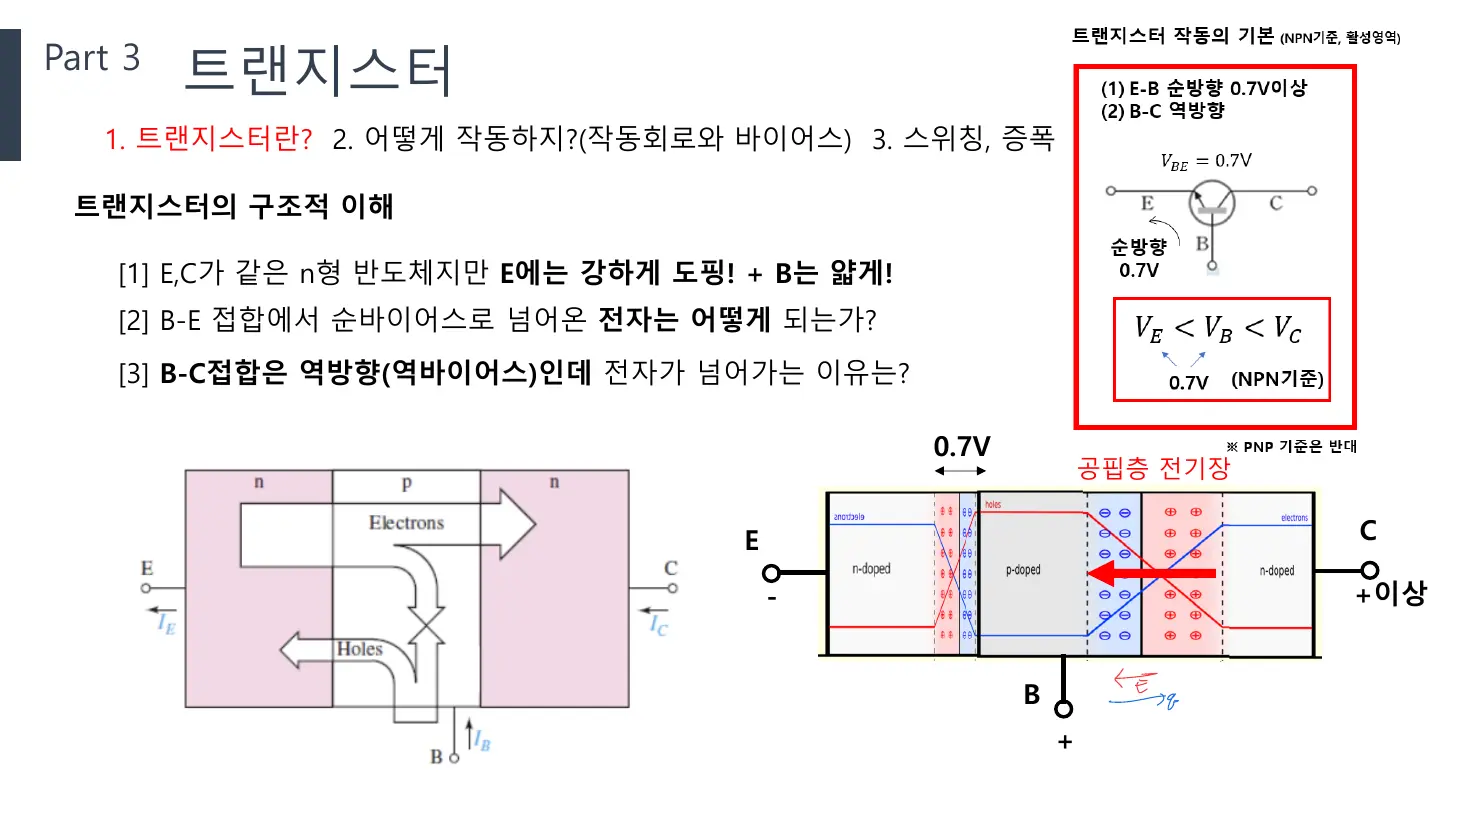 Part 3
트랜지스터
1. 트랜지스터란? 2. 어떻게 작동하지?(작동회로와 바이어스) 3. 스위칭, 증폭
트랜지스터의 구조적 이해
[1] E,C가 같은 n형 반도체지만 E에는 강하게 도핑! + B는 얇게!
[2] B-E 접합에서 순바이어스로 넘어온 전자는 어떻게 되는가?
[3] B-C접합은 역방향(역바이어스)인데 전자가 넘어가는 이유는?
트랜지스터 작동의 기본 (NPN기준, 활성영역)
(1) E-B 순방향 0.7V이상
(2) B-C 역방향
V_BE = 0.7V
E
C
B
순방향
0.7V
V_E < V_B < V_C
0.7V (NPN기준)
※ PNP 기준은 반대
n p n
Electrons
E
C
I_E
I_C
Holes
I_B
B
0.7V
공핍층 전기장
electrons
holes
electrons
E
C
n-doped
p-doped
n-doped
-
+이상
E
q
B
+